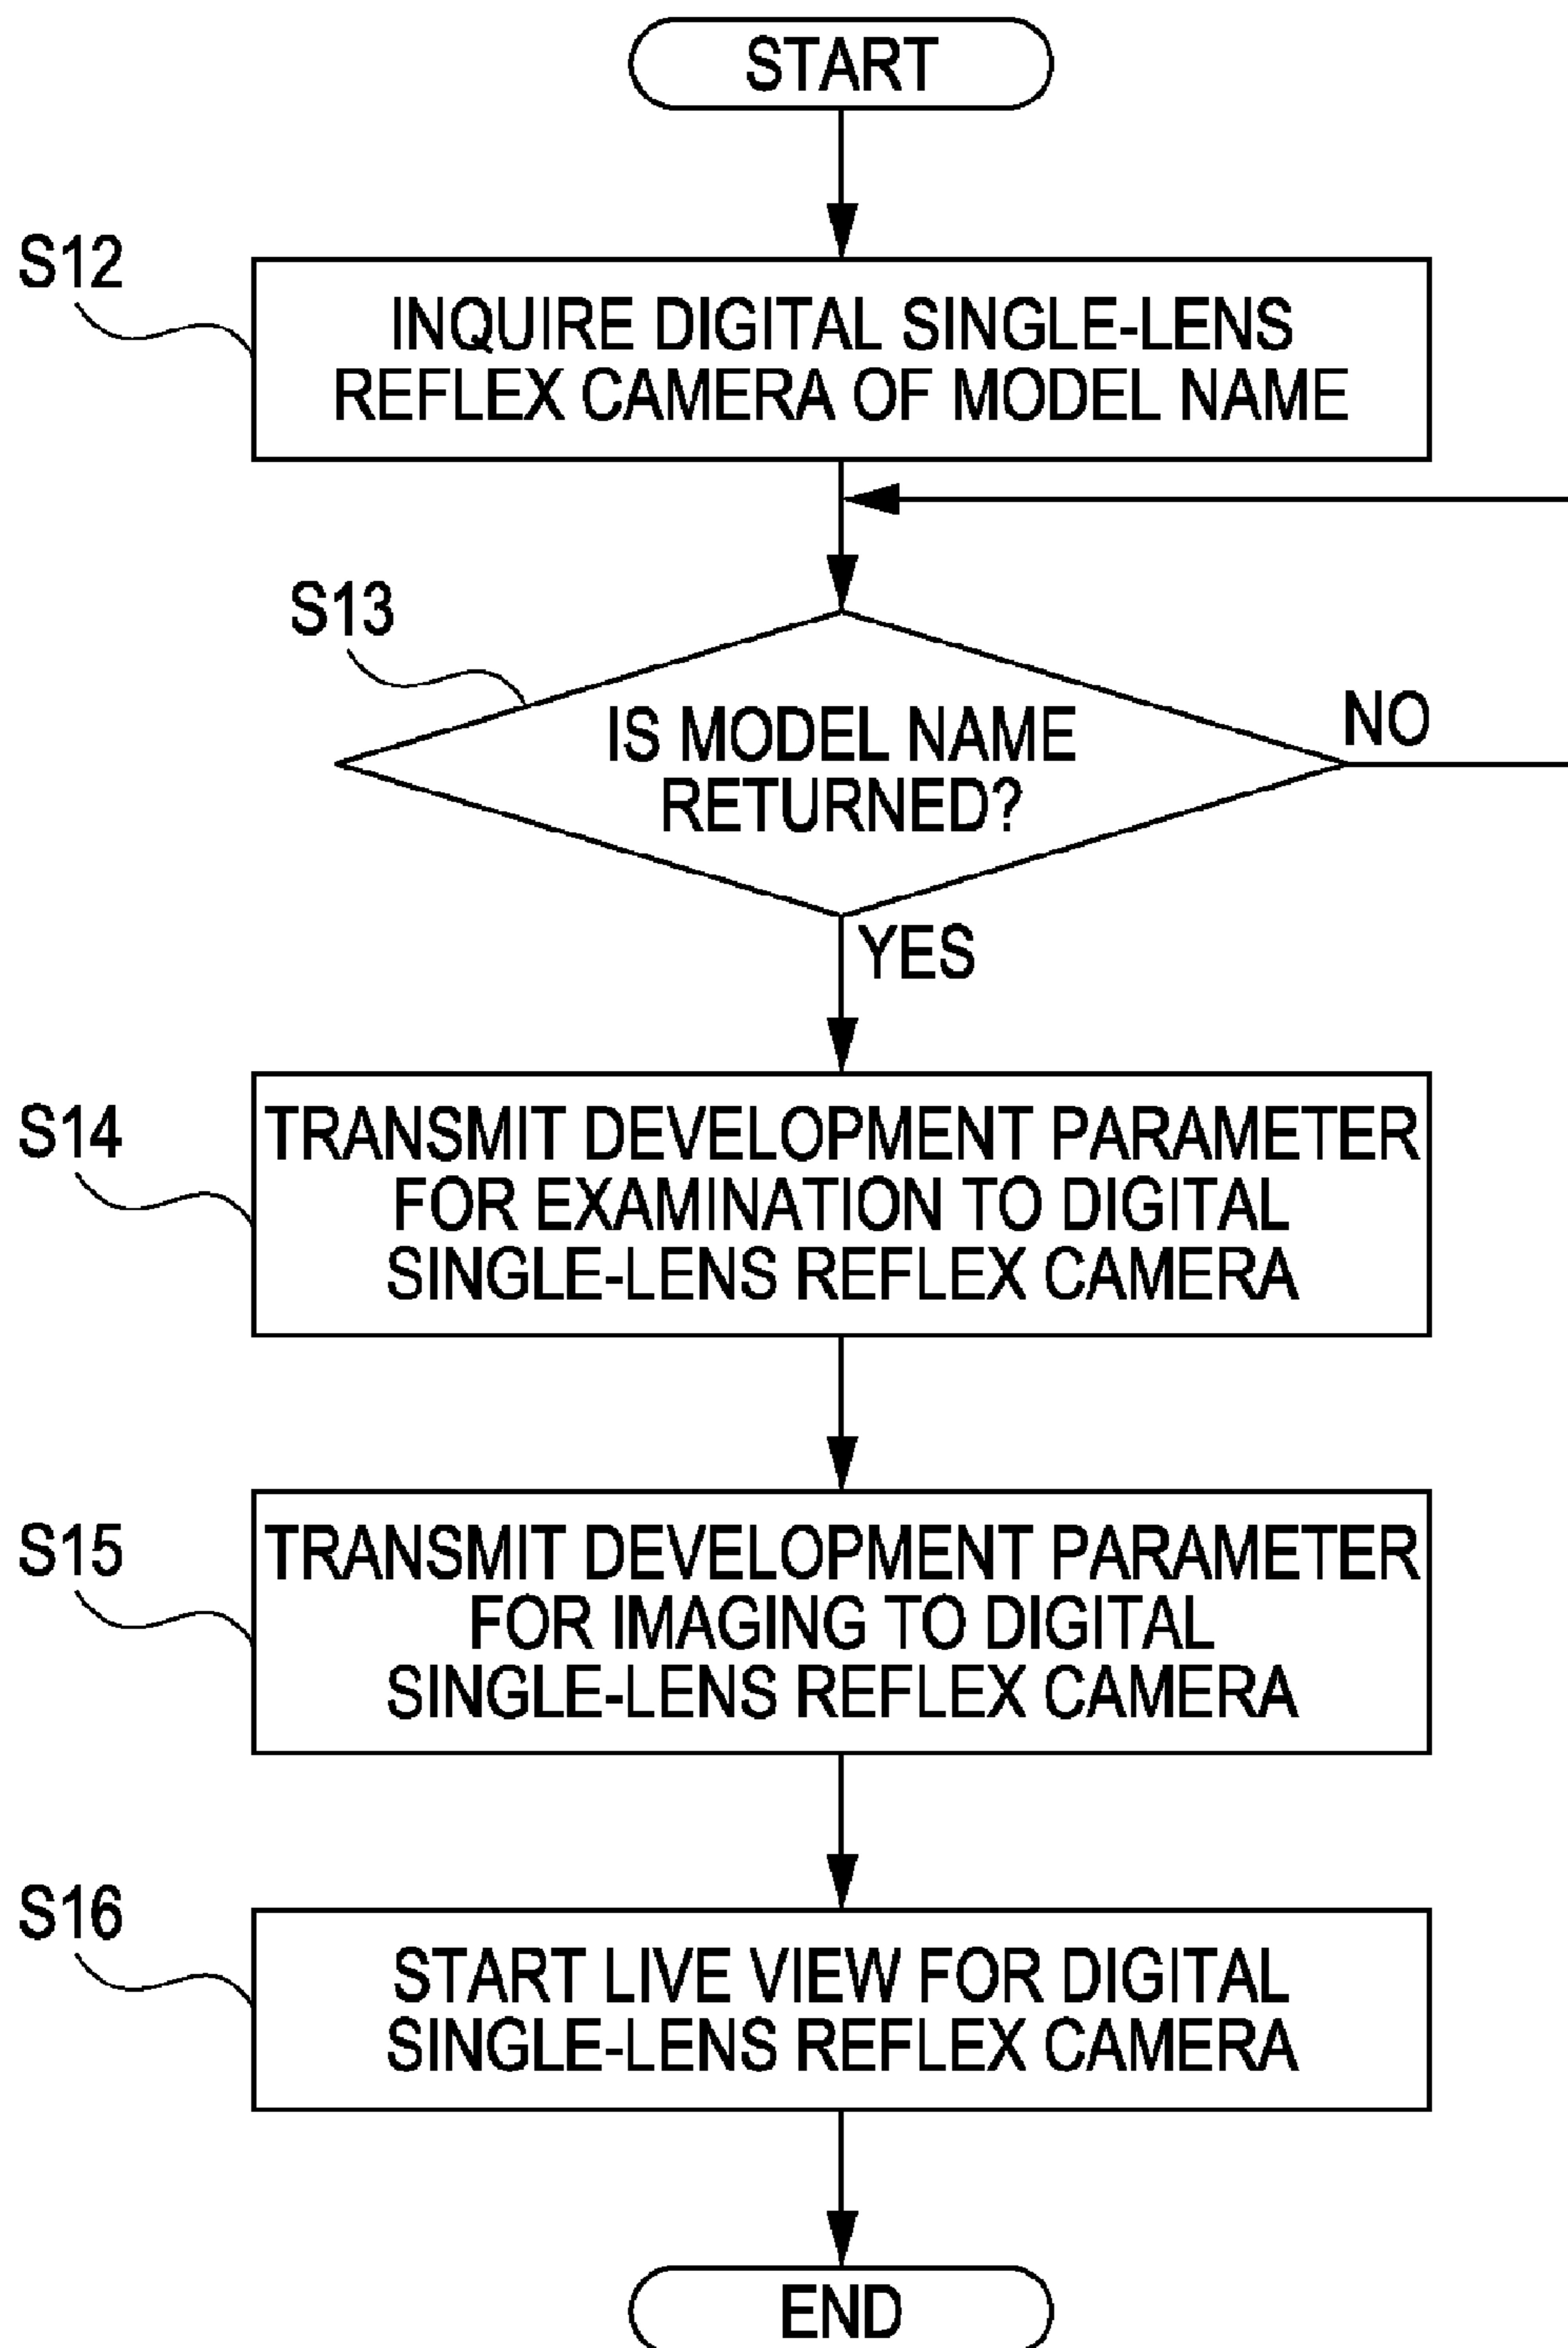 START
S12
INQUIRE DIGITAL SINGLE-LENS
REFLEX CAMERA OF MODEL NAME
S13
IS MODEL NAME
RETURNED?
NO
YES
S14
TRANSMIT DEVELOPMENT PARAMETER
FOR EXAMINATION TO DIGITAL
SINGLE-LENS REFLEX CAMERA
S15
TRANSMIT DEVELOPMENT PARAMETER
FOR IMAGING TO DIGITAL
SINGLE-LENS REFLEX CAMERA
S16
START LIVE VIEW FOR DIGITAL
SINGLE-LENS REFLEX CAMERA
END